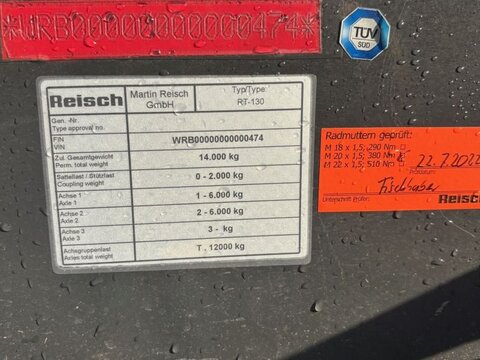 *WRB00000000000474*
TÜV
SÜD
Reisch
Martin Reisch
GmbH
Typ/Type:
RT-130
Gen.-Nr.
Type approval no.
FIN
VIN
WRB00000000000474
Zul. Gesamtgewicht
Perm. total weight
14.000 kg
Sattellast / Stützlast
Coupling weight
0 - 2.000 kg
Achse 1
Axle 1
1 - 6.000 kg
Achse 2
Axle 2
2 - 6.000 kg
Achse 3
Axle 3
3 - kg
Achsgruppenlast
Axles total weight
T. 12000 kg
Radmuttern geprüft:
M 18 x 1,5, 290 Nm
M 20 x 1,5, 380 Nm
M 22 x 1,5, 510 Nm
22.7.2022
Prüfdatum:
Fischhaber
Unterschrift Prüfer:
Reisch